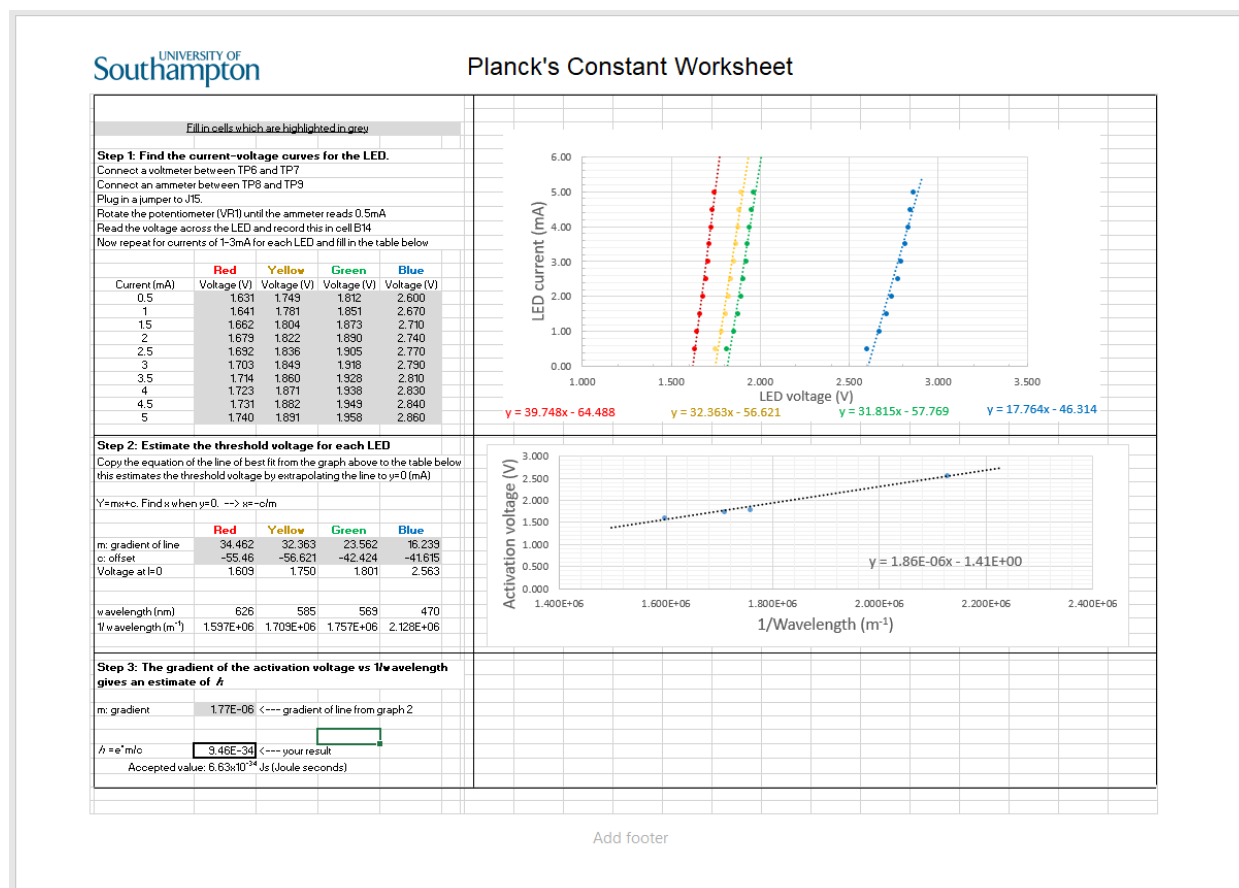 UNIVERSITY OF
Southampton
Planck's Constant Worksheet
Fill in cells which are highlighted in grey
Step 1: Find the current-voltage curves for the LED.
Connect a voltmeter between TP6 and TP7
Connect an ammeter between TP8 and TP9
Plug in a jumper to J15.
Rotate the potentiometer (VR1) until the ammeter reads 0.5mA
Read the voltage across the LED and record this in cell B14
Now repeat for currents of 1-3mA for each LED and fill in the table below
Red Yellow Green Blue
Current (mA) Voltage (V) Voltage (V) Voltage (V) Voltage (V)
0.5 1.631 1.749 1.812 2.600
1 1.641 1.781 1.851 2.670
1.5 1.662 1.804 1.873 2.710
2 1.679 1.822 1.890 2.740
2.5 1.692 1.836 1.905 2.770
3 1.703 1.849 1.918 2.790
3.5 1.714 1.860 1.928 2.810
4 1.723 1.871 1.938 2.830
4.5 1.731 1.882 1.949 2.840
5 1.740 1.891 1.958 2.860
LED current (mA)
6.00
5.00
4.00
3.00
2.00
1.00
0.00
1.000 1.500 2.000 2.500 3.000 3.500
LED voltage (V)
y = 39.748x - 64.488 y = 32.363x - 56.621 y = 31.815x - 57.769 y = 17.764x - 46.314
Step 2: Estimate the threshold voltage for each LED
Copy the equation of the line of best fit from the graph above to the table below
this estimates the threshold voltage by extrapolating the line to y=0 (mA)
Y=mx+c. Find x when y=0. --> x=-c/m
Red Yellow Green Blue
m: gradient of line 34.462 32.363 23.562 16.239
c: offset -55.46 -56.621 -42.424 -41.615
Voltage at I=0 1.609 1.750 1.801 2.563
wavelength (nm) 626 585 569 470
1/wavelength (m⁻¹) 1.597E+06 1.709E+06 1.757E+06 2.128E+06
Activation voltage (V)
3.000
2.500
2.000
1.500
1.000
0.500
0.000
y = 1.86E-06x - 1.41E+00
1.400E+06 1.600E+06 1.800E+06 2.000E+06 2.200E+06 2.400E+06
1/Wavelength (m⁻¹)
Step 3: The gradient of the activation voltage vs 1/wavelength
gives an estimate of h
m: gradient 1.77E-06 <--- gradient of line from graph 2
h =e*m/c 9.46E-34 <--- your result
Accepted value: 6.63x10⁻³⁴ Js (Joule seconds)
Add footer